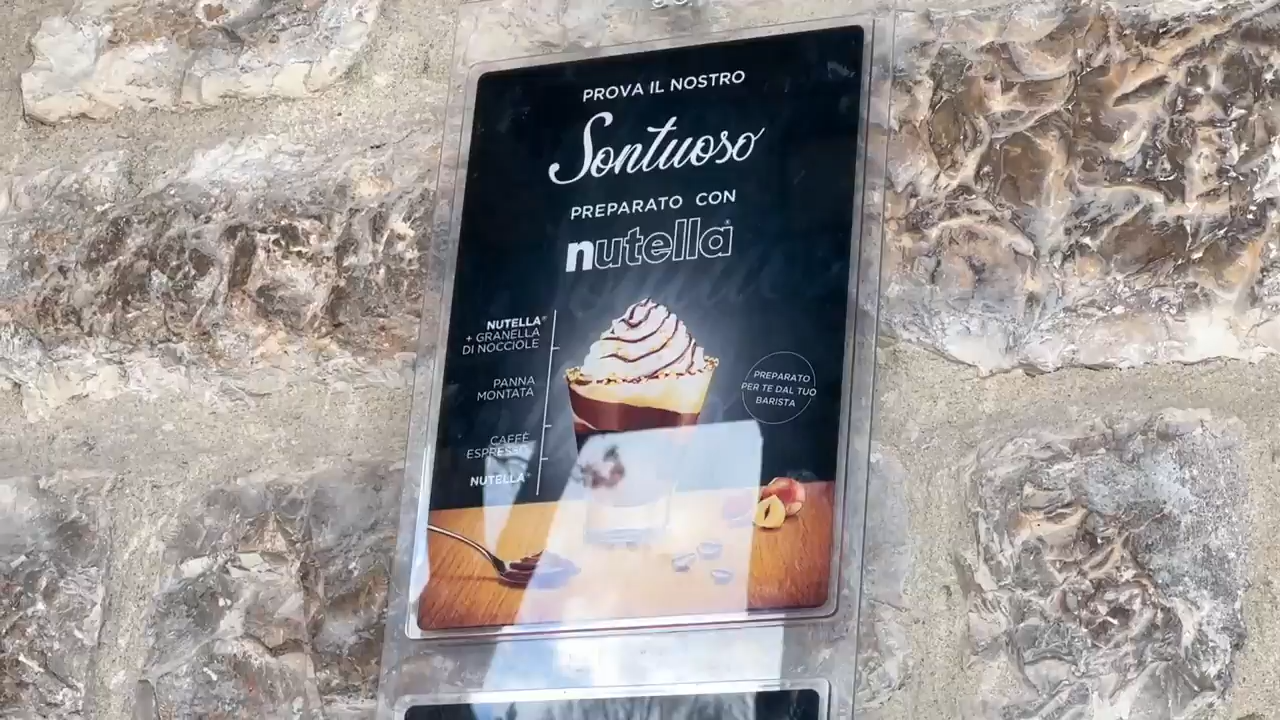 PROVA IL NOSTRO
Sontuoso
PREPARATO CON
nutella®
NUTELLA®
+ GRANELLA
DI NOCCIOLE
PANNA
MONTATA
CAFFÈ
ESPRESSO
NUTELLA®
PREPARATO
PER TE DAL TUO
BARISTA